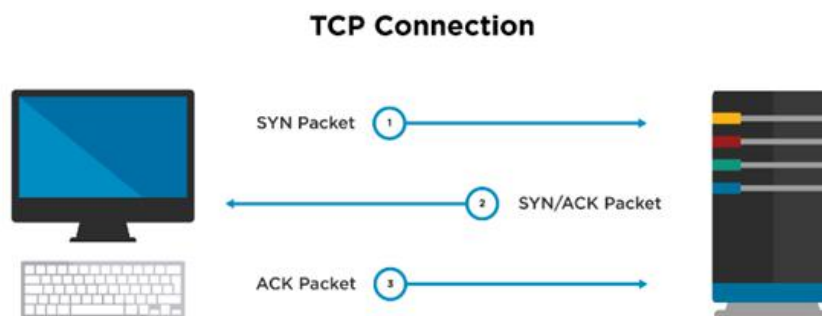 TCP Connection
SYN Packet 1
2 SYN/ACK Packet
ACK Packet 3